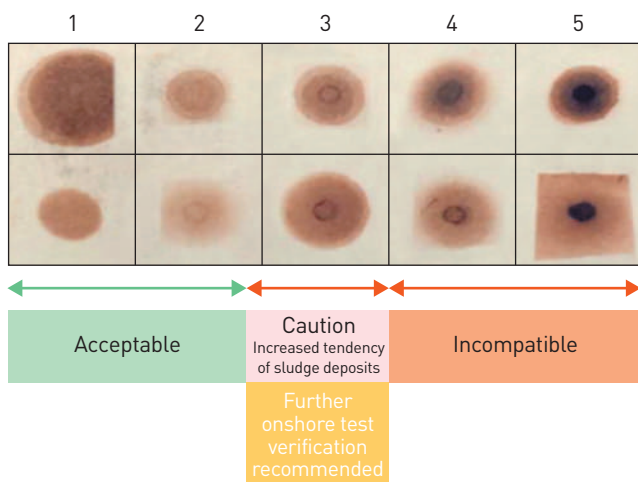 1 2 3 4 5
Acceptable
Caution
Increased tendency
of sludge deposits
Incompatible
Further
onshore test
verification
recommended